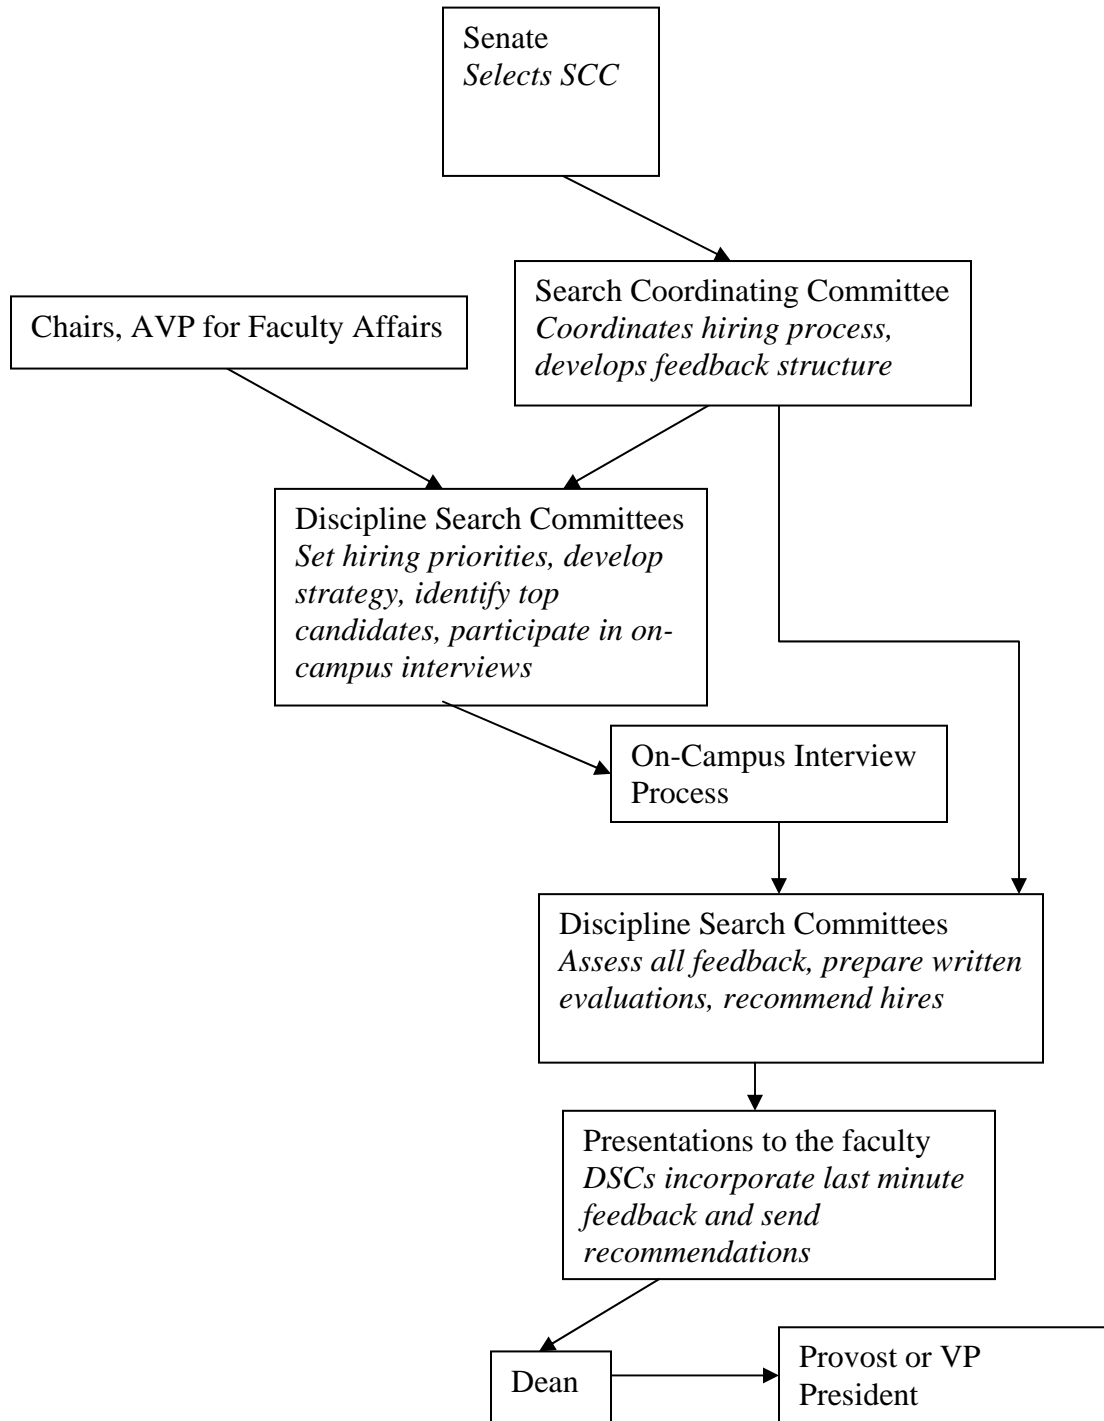 Senate
Selects SCC
Search Coordinating Committee
Coordinates hiring process,
develops feedback structure
Chairs, AVP for Faculty Affairs
Discipline Search Committees
Set hiring priorities, develop
strategy, identify top
candidates, participate in on-
campus interviews
On-Campus Interview
Process
Discipline Search Committees
Assess all feedback, prepare written
evaluations, recommend hires
Presentations to the faculty
DSCs incorporate last minute
feedback and send
recommendations
Dean
Provost or VP
President